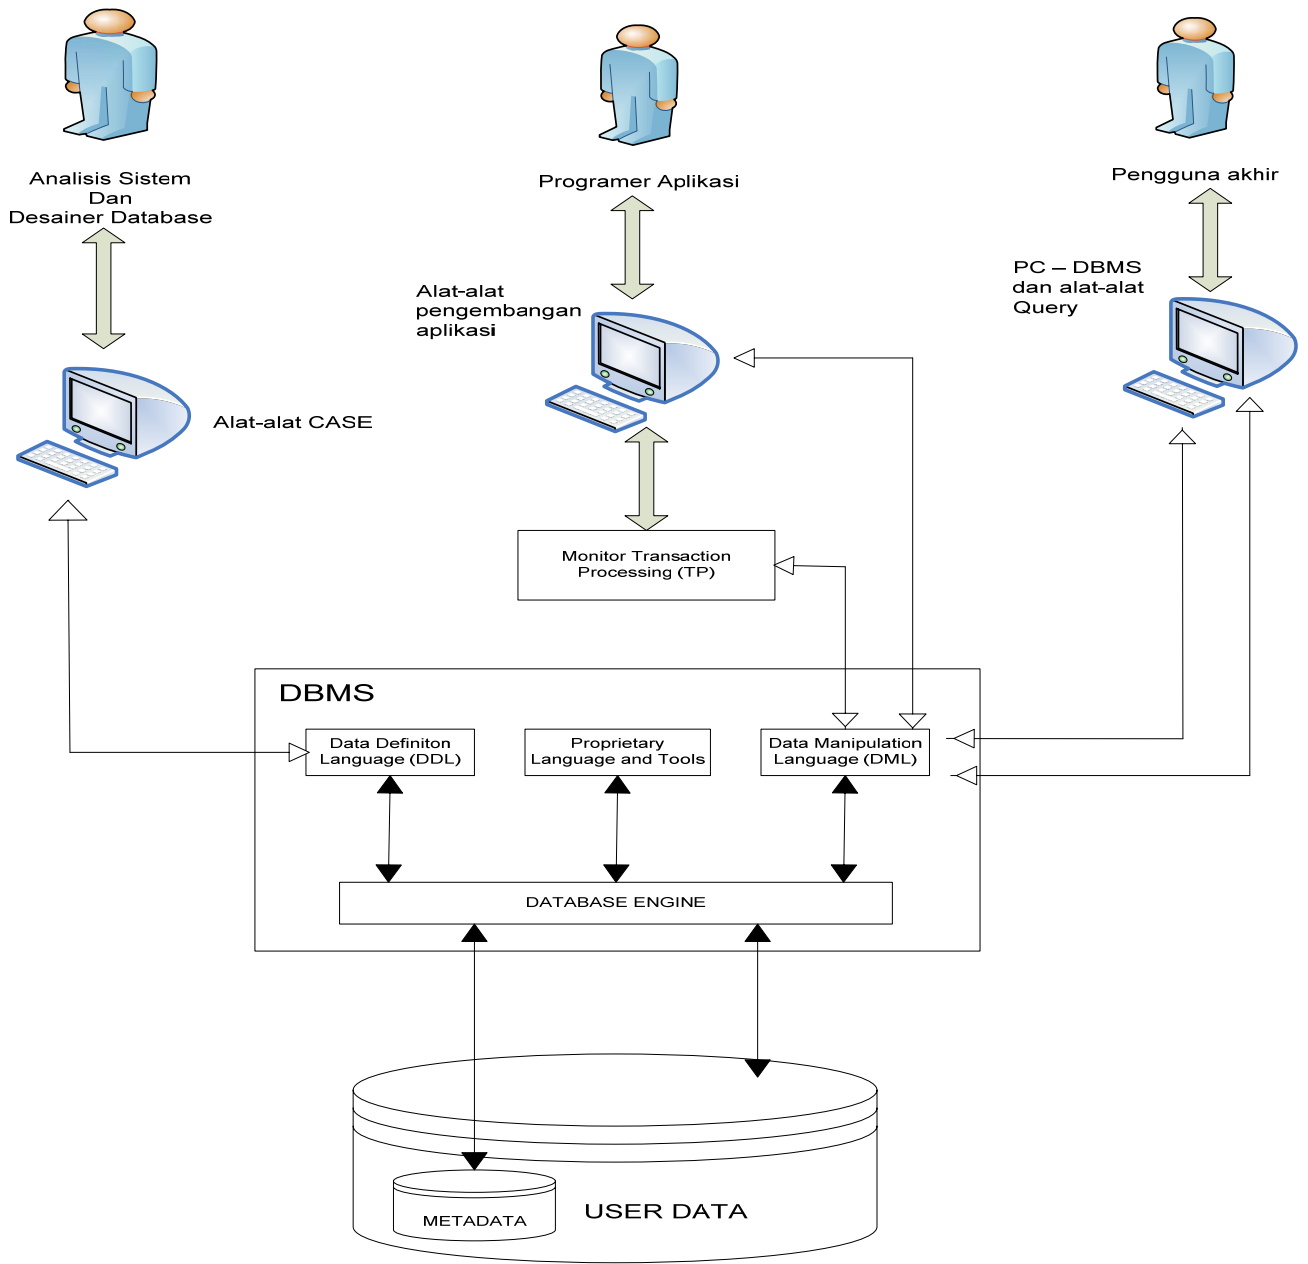 Analisis Sistem
Dan
Desainer Database
Programer Aplikasi
Pengguna akhir
Alat-alat
pengembangan
aplikasi
PC – DBMS
dan alat-alat
Query
Alat-alat CASE
Monitor Transaction
Processing (TP)
DBMS
Data Definiton
Language (DDL)
Proprietary
Language and Tools
Data Manipulation
Language (DML)
DATABASE ENGINE
METADATA
USER DATA